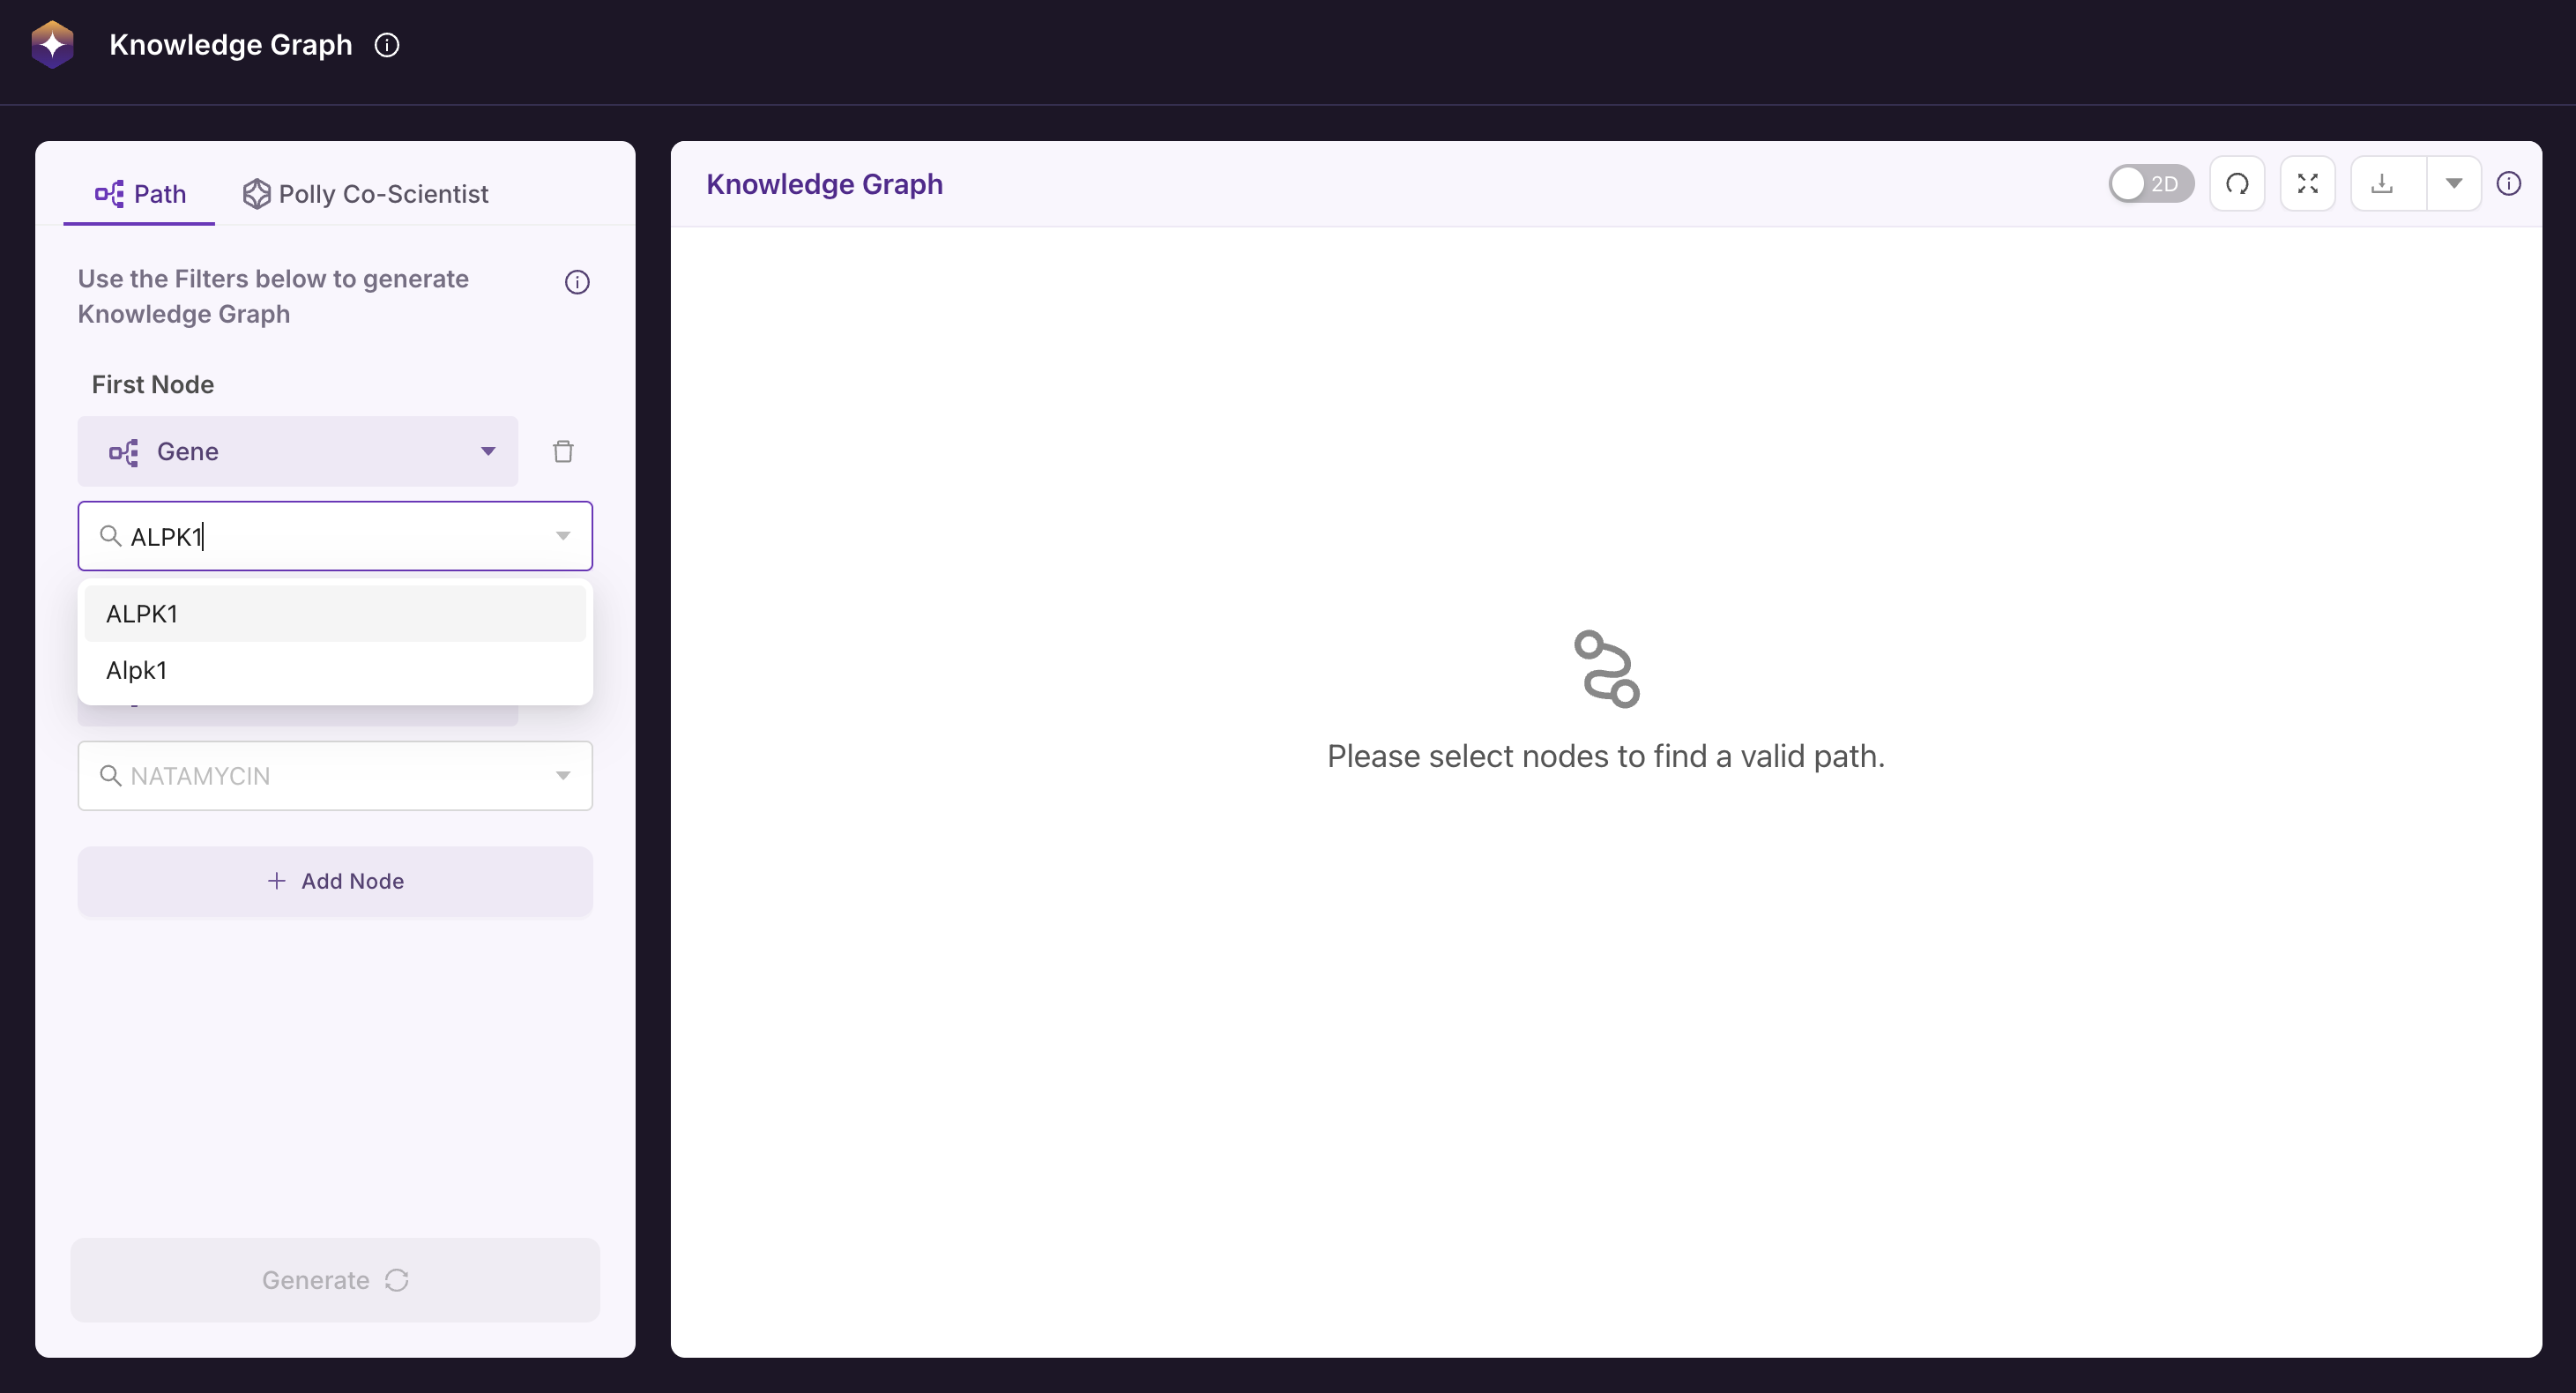 Knowledge Graph
Path
Polly Co-Scientist
Use the Filters below to generate
Knowledge Graph
First Node
Gene
ALPK1
ALPK1
Alpk1
NATAMYCIN
+ Add Node
Generate
Knowledge Graph
2D
Please select nodes to find a valid path.